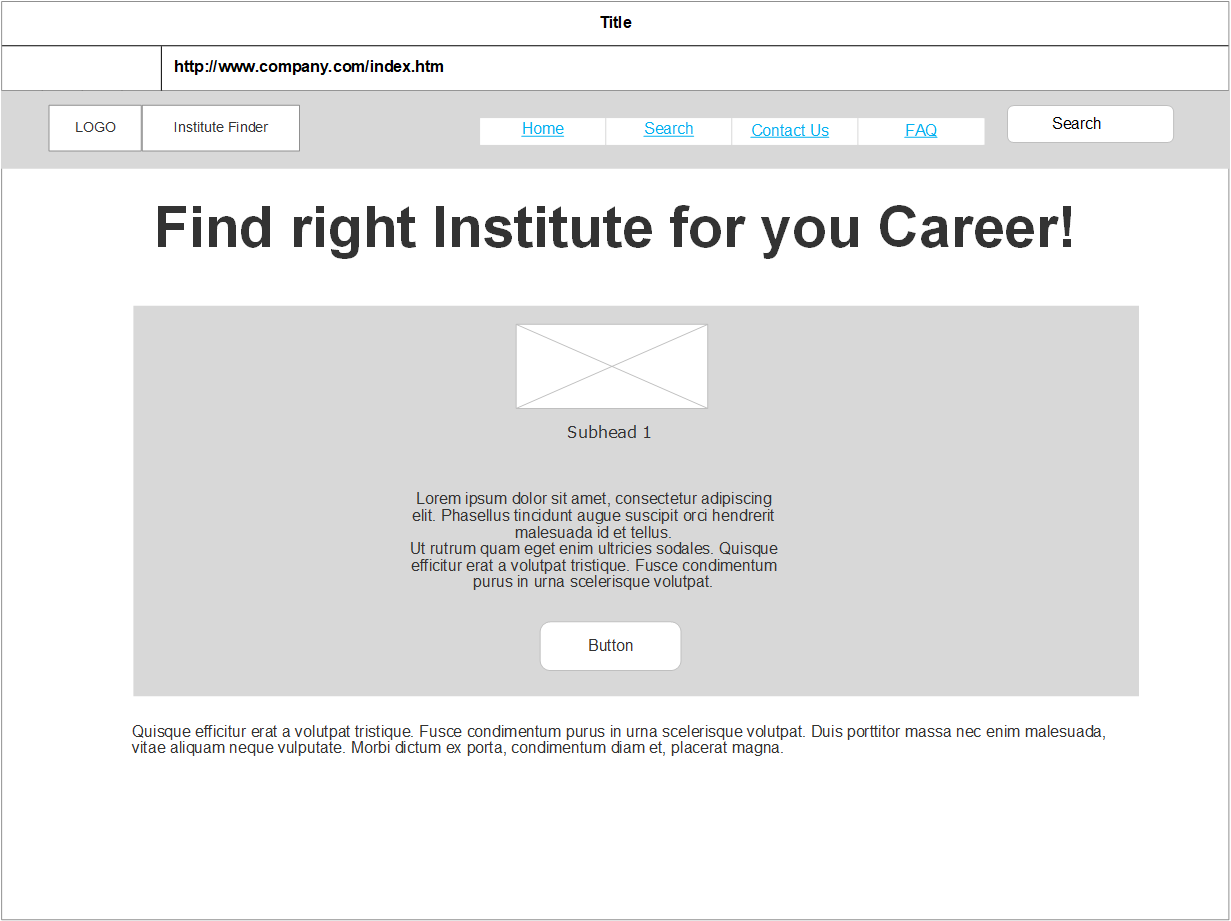 Title
http://www.company.com/index.htm
LOGO
Institute Finder
Home
Search
Contact Us
FAQ
Search
Find right Institute for you Career!
Subhead 1
Lorem ipsum dolor sit amet, consectetur adipiscing
elit. Phasellus tincidunt augue suscipit orci hendrerit
malesuada id et tellus.
Ut rutrum quam eget enim ultricies sodales. Quisque
efficitur erat a volutpat tristique. Fusce condimentum
purus in urna scelerisque volutpat.
Button
Quisque efficitur erat a volutpat tristique. Fusce condimentum purus in urna scelerisque volutpat. Duis porttitor massa nec enim malesuada,
vitae aliquam neque vulputate. Morbi dictum ex porta, condimentum diam et, placerat magna.